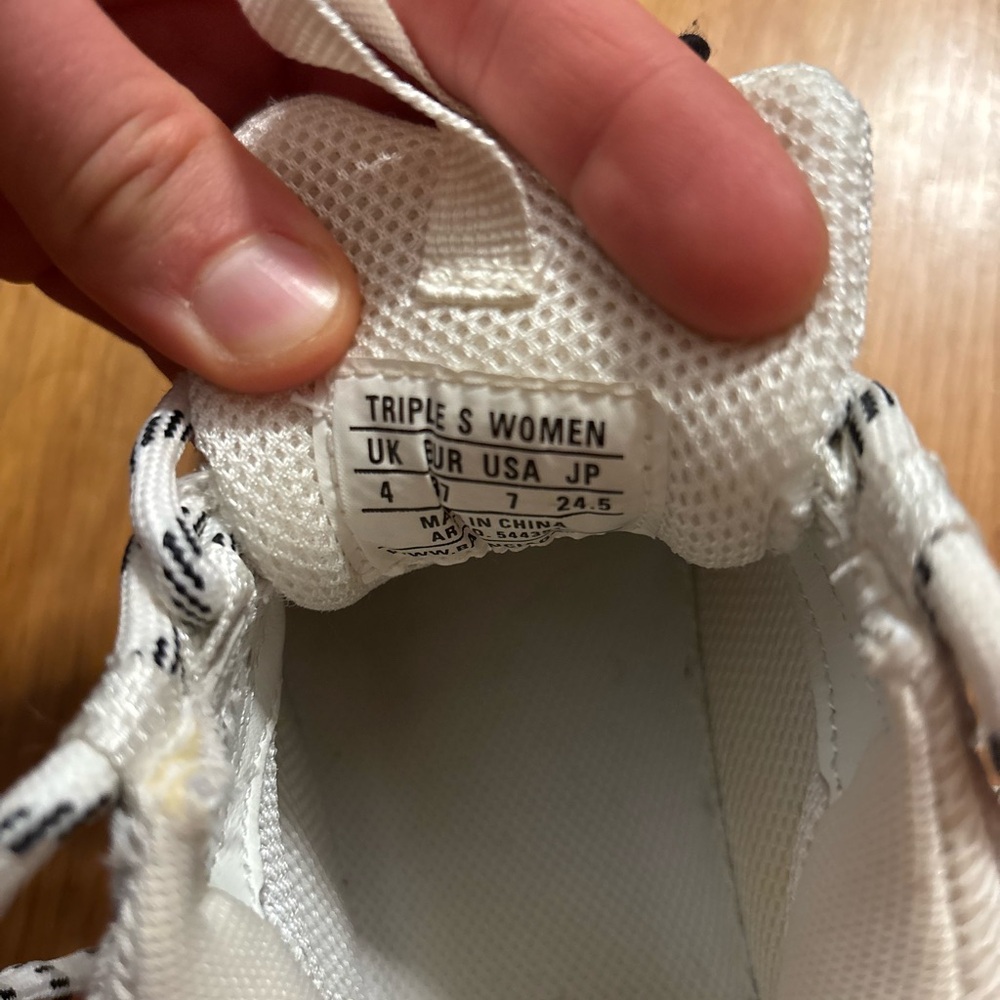 TRIPLE S WOMEN
UK EUR USA JP
4 37 7 24.5
IN CHINA